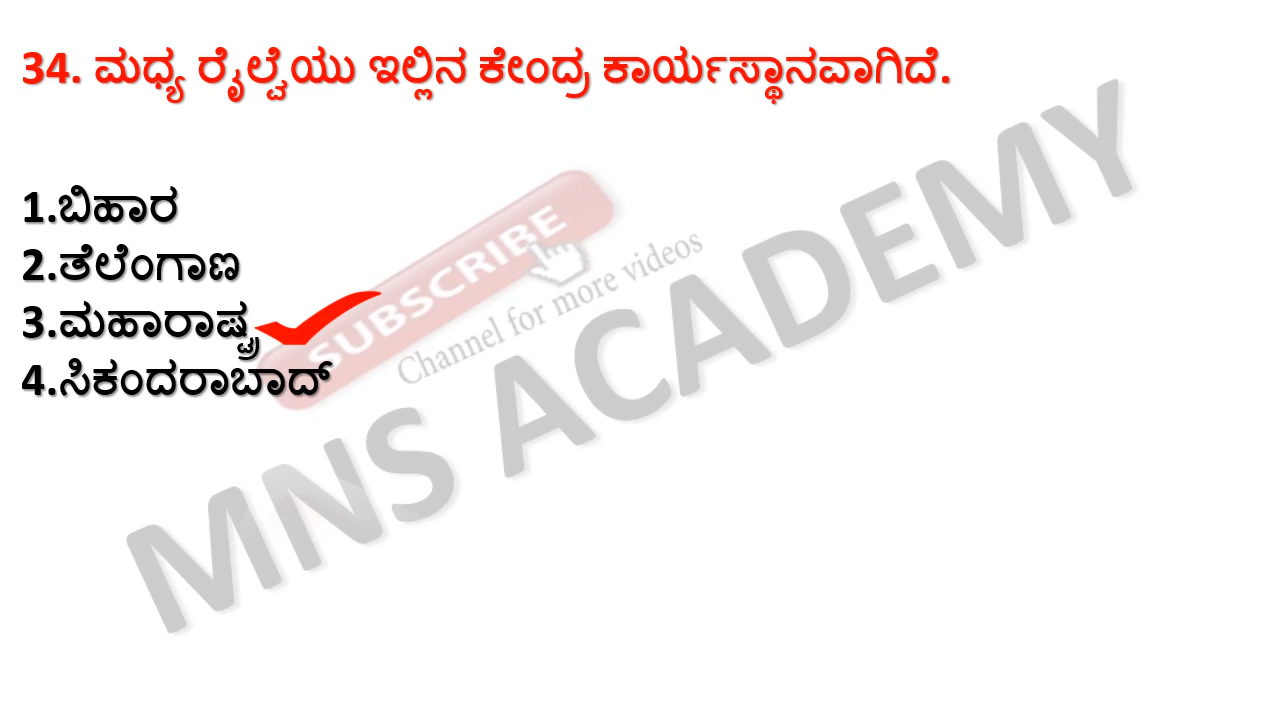 34. ಮಧ್ಯ ರೈಲ್ವೆಯು ಇಲ್ಲಿನ ಕೇಂದ್ರ ಕಾರ್ಯಸ್ಥಾನವಾಗಿದೆ.
1.ಬಿಹಾರ
2.ತೆಲೆಂಗಾಣ
3.ಮಹಾರಾಷ್ಟ್ರ
4.ಸಿಕಂದರಾಬಾದ್
SUBSCRIBE
Channel for more videos
MNS ACADEMY